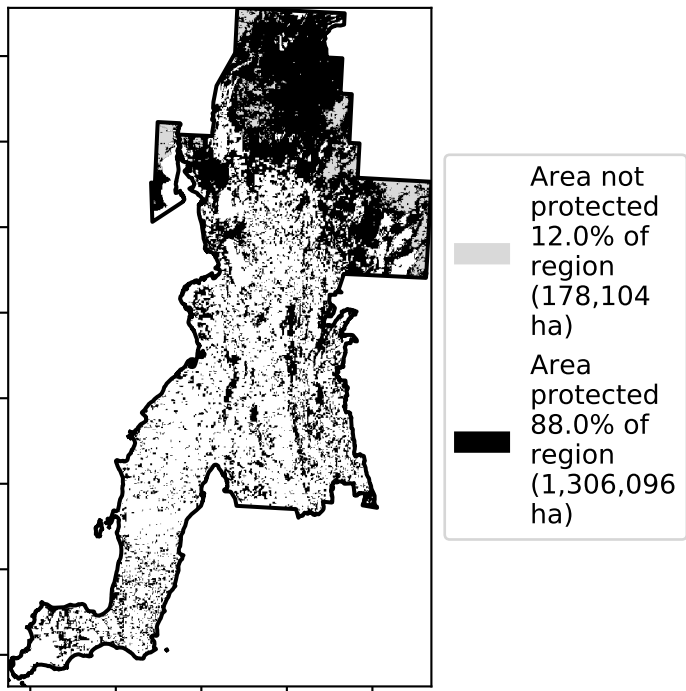 Area not
protected
12.0% of
region
(178,104
ha)
Area
protected
88.0% of
region
(1,306,096
ha)